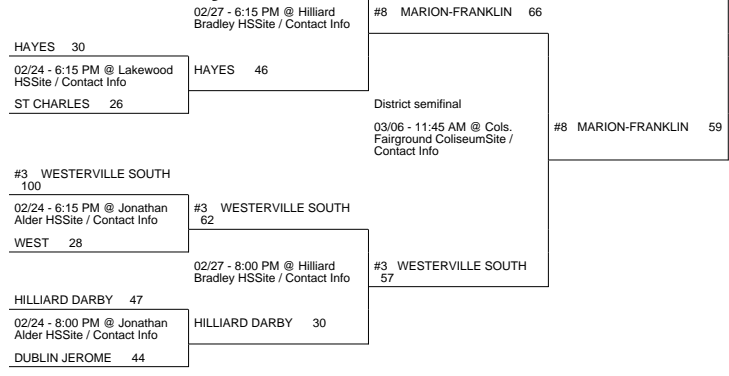 02/27 - 6:15 PM @ Hilliard
Bradley HSSite / Contact Info
#8 MARION-FRANKLIN 66
HAYES 30
02/24 - 6:15 PM @ Lakewood
HSSite / Contact Info
HAYES 46
ST CHARLES 26
District semifinal
03/06 - 11:45 AM @ Cols.
Fairground ColiseumSite /
Contact Info
#8 MARION-FRANKLIN 59
#3 WESTERVILLE SOUTH
100
02/24 - 6:15 PM @ Jonathan
Alder HSSite / Contact Info
#3 WESTERVILLE SOUTH
62
WEST 28
02/27 - 8:00 PM @ Hilliard
Bradley HSSite / Contact Info
#3 WESTERVILLE SOUTH
57
HILLIARD DARBY 47
02/24 - 8:00 PM @ Jonathan
Alder HSSite / Contact Info
HILLIARD DARBY 30
DUBLIN JEROME 44